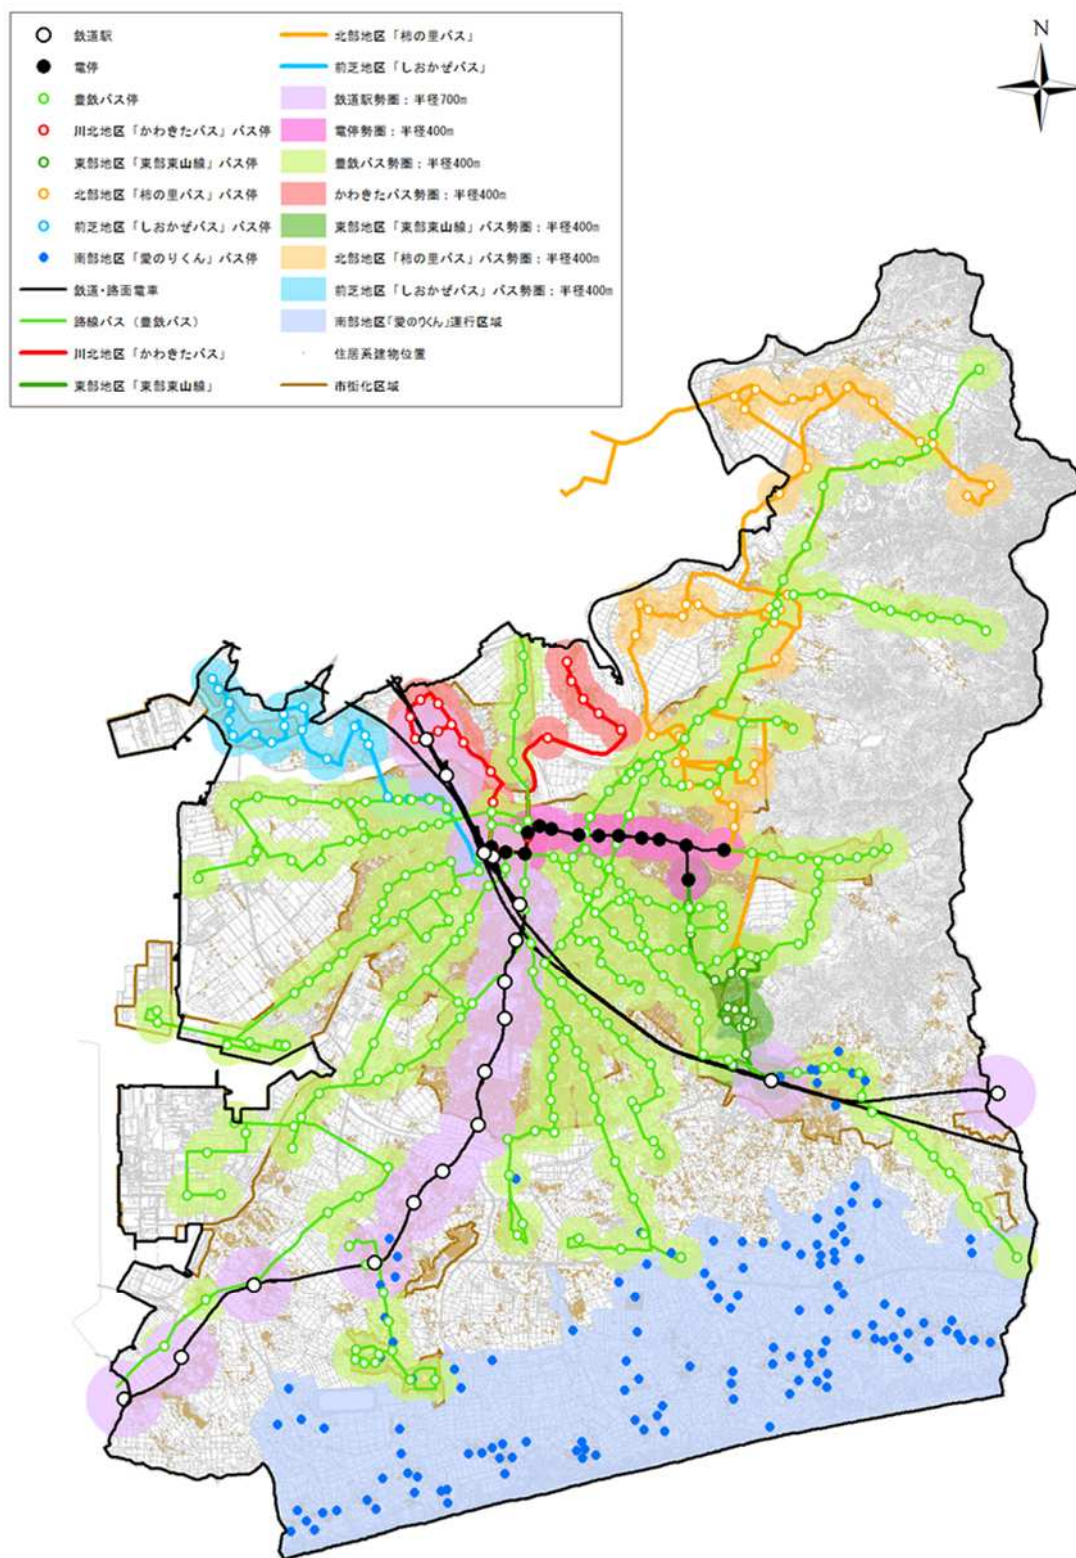 鉄道駅
電停
豊鉄バス停
川北地区「かわきたバス」バス停
東部地区「東部東山線」バス停
北部地区「柿の里バス」バス停
前芝地区「しおかぜバス」バス停
南部地区「愛のりくん」バス停
鉄道・路面電車
路線バス（豊鉄バス）
川北地区「かわきたバス」
東部地区「東部東山線」
北部地区「柿の里バス」
前芝地区「しおかぜバス」
鉄道駅勢圏：半径700m
電停勢圏：半径400m
豊鉄バス勢圏：半径400m
かわきたバス勢圏：半径400m
東部地区「東部東山線」バス勢圏：半径400m
北部地区「柿の里バス」バス勢圏：半径400m
前芝地区「しおかぜバス」バス勢圏：半径400m
南部地区「愛のりくん」運行区域
住居系建物位置
市街化区域
N